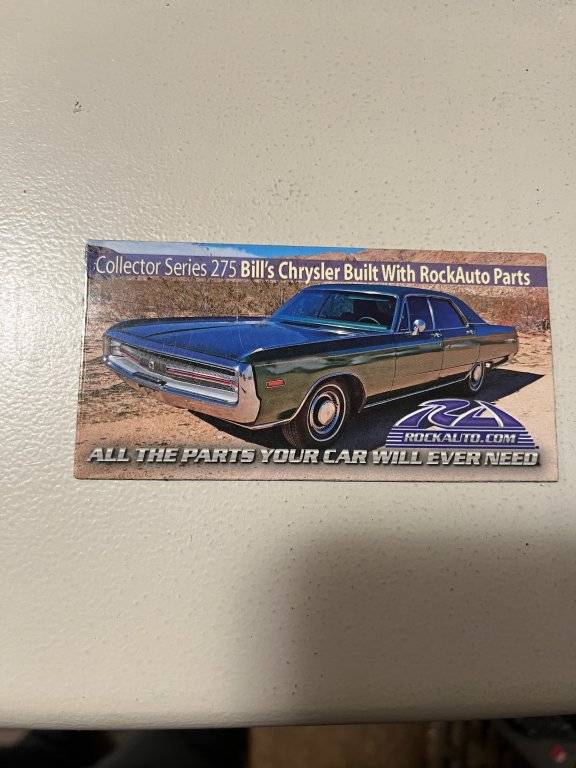 Collector Series 275 Bill's Chrysler Built With RockAuto Parts
RA
ROCKAUTO.COM
ALL THE PARTS YOUR CAR WILL EVER NEED